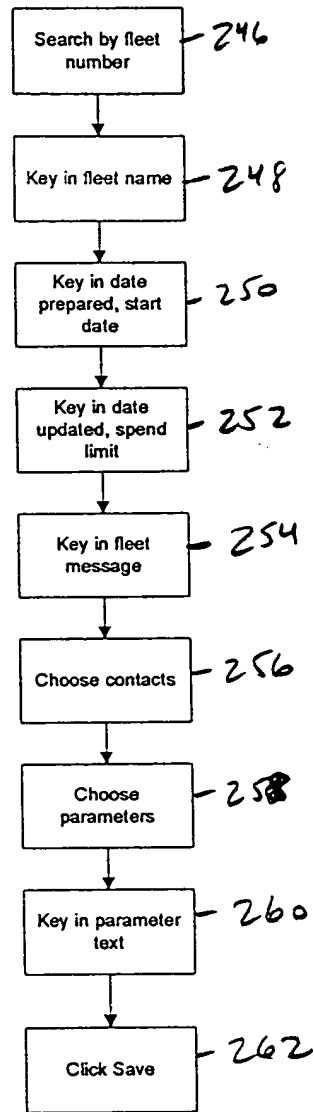 Search by fleet
number
246
Key in fleet name
248
Key in date
prepared, start
date
250
Key in date
updated, spend
limit
252
Key in fleet
message
254
Choose contacts
256
Choose
parameters
258
Key in parameter
text
260
Click Save
262